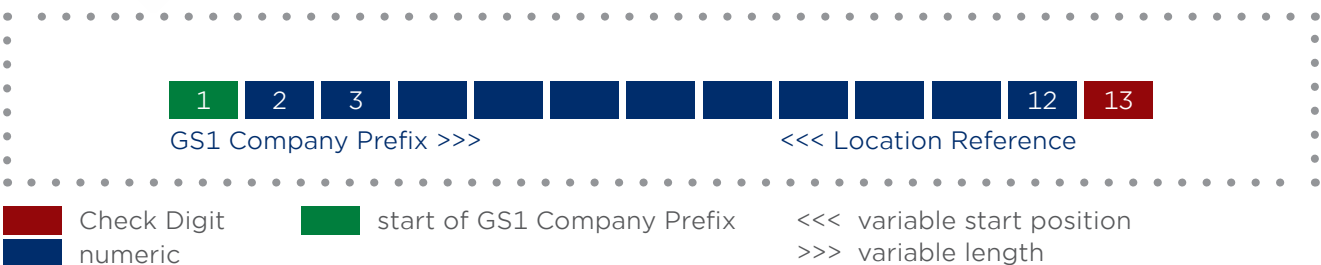 1 2 3 12 13
GS1 Company Prefix >>> <<< Location Reference
Check Digit start of GS1 Company Prefix <<< variable start position
numeric >>> variable length